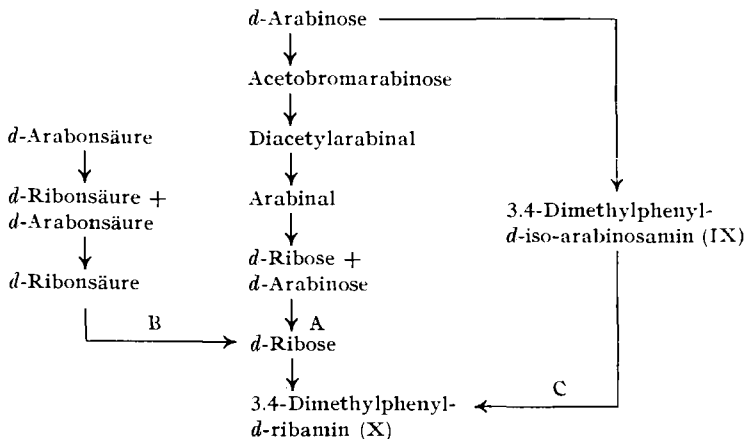 d-Arabinose
Acetobromarabinose
Diacetylarabinal
Arabinal
d-Ribose +
d-Arabinose
A
d-Ribose
3.4-Dimethylphenyl-
d-ribamin (X)
d-Arabonsäure
d-Ribonsäure +
d-Arabonsäure
d-Ribonsäure
B
3.4-Dimethylphenyl-
d-iso-arabinosamin (IX)
C